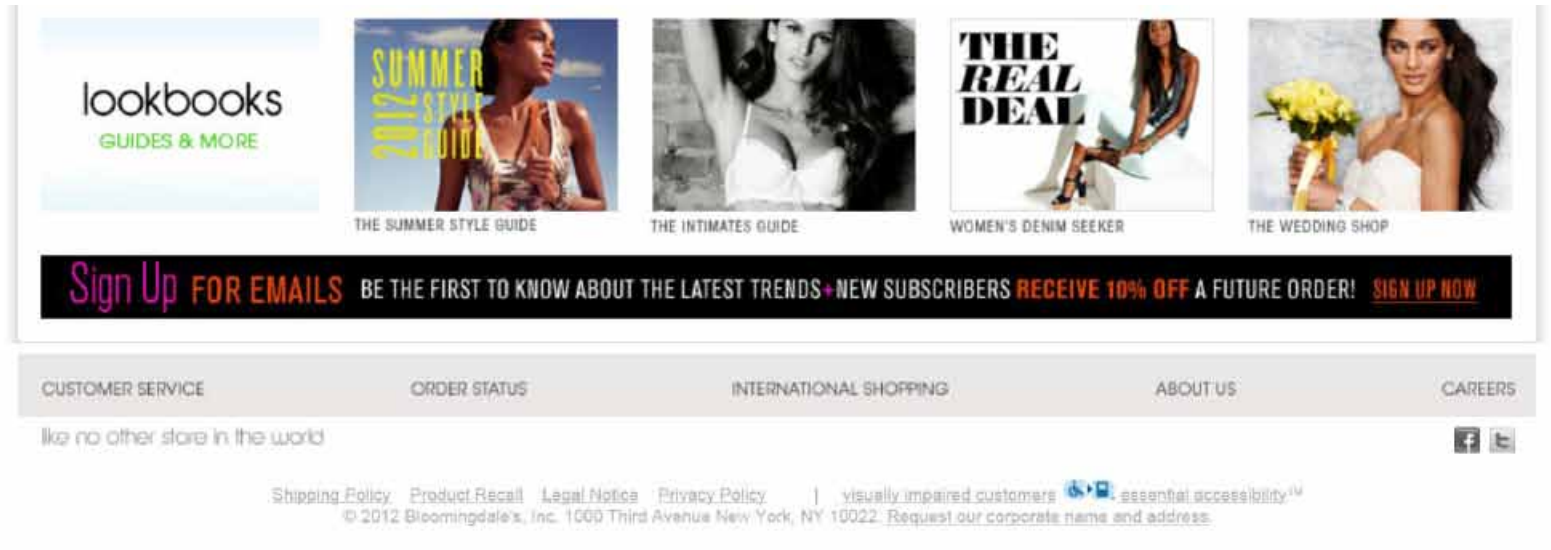 lookbooks
GUIDES & MORE
SUMMER
2012 STYLE
GUIDE
THE
REAL
DEAL
THE SUMMER STYLE GUIDE
THE INTIMATES GUIDE
WOMEN'S DENIM SEEKER
THE WEDDING SHOP
Sign Up FOR EMAILS BE THE FIRST TO KNOW ABOUT THE LATEST TRENDS+NEW SUBSCRIBERS RECEIVE 10% OFF A FUTURE ORDER! SIGN UP NOW
CUSTOMER SERVICE ORDER STATUS INTERNATIONAL SHOPPING ABOUT US CAREERS
like no other store in the world
f t
Shipping Policy Product Recall Legal Notice Privacy Policy | visually impaired customers essential accessibility™
© 2012 Bloomingdale's, Inc. 1000 Third Avenue New York, NY 10022. Request our corporate name and address.